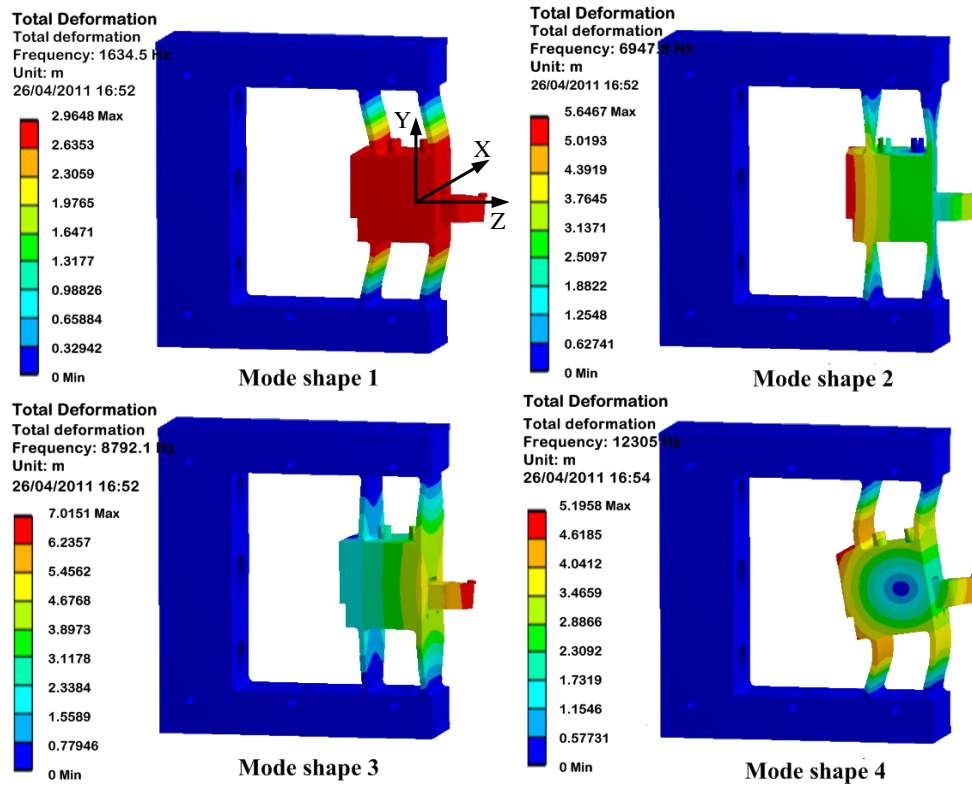 Total Deformation
Total deformation
Frequency: 1634.5 Hz
Unit: m
26/04/2011 16:52
2.9648 Max
2.6353
2.3059
1.9765
1.6471
1.3177
0.98826
0.65884
0.32942
0 Min
Y
X
Z
Mode shape 1
Total Deformation
Total deformation
Frequency: 6947.8 Hz
Unit: m
26/04/2011 16:52
5.6467 Max
5.0193
4.3919
3.7645
3.1371
2.5097
1.8822
1.2548
0.62741
0 Min
Mode shape 2
Total Deformation
Total deformation
Frequency: 8792.1 Hz
Unit: m
26/04/2011 16:52
7.0151 Max
6.2357
5.4562
4.6768
3.8973
3.1178
2.3384
1.5589
0.77946
0 Min
Mode shape 3
Total Deformation
Total deformation
Frequency: 12305 Hz
Unit: m
26/04/2011 16:54
5.1958 Max
4.6185
4.0412
3.4659
2.8866
2.3092
1.7319
1.1546
0.57731
0 Min
Mode shape 4